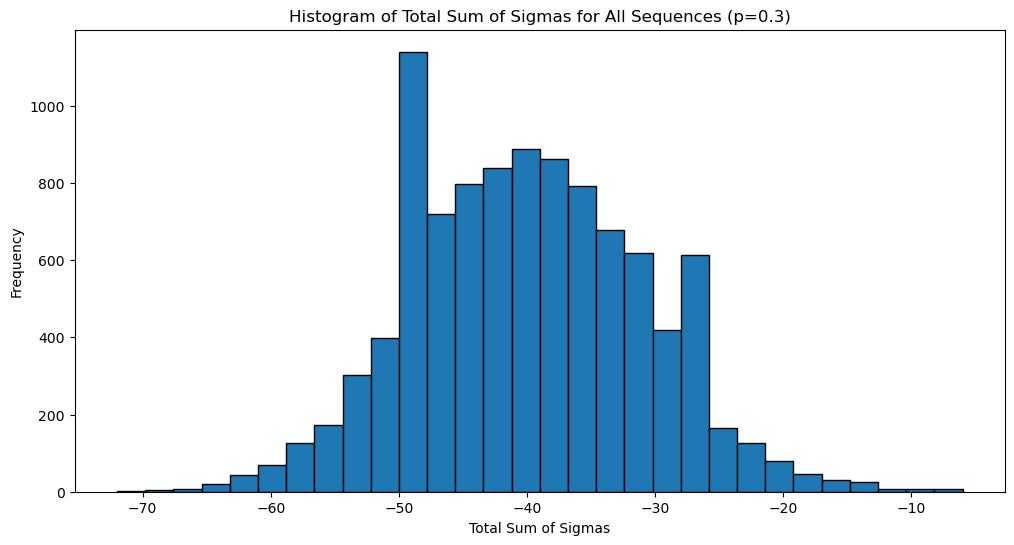 Histogram of Total Sum of Sigmas for All Sequences (p=0.3)
Frequency
1000
800
600
400
200
0
−70 −60 −50 −40 −30 −20 −10
Total Sum of Sigmas